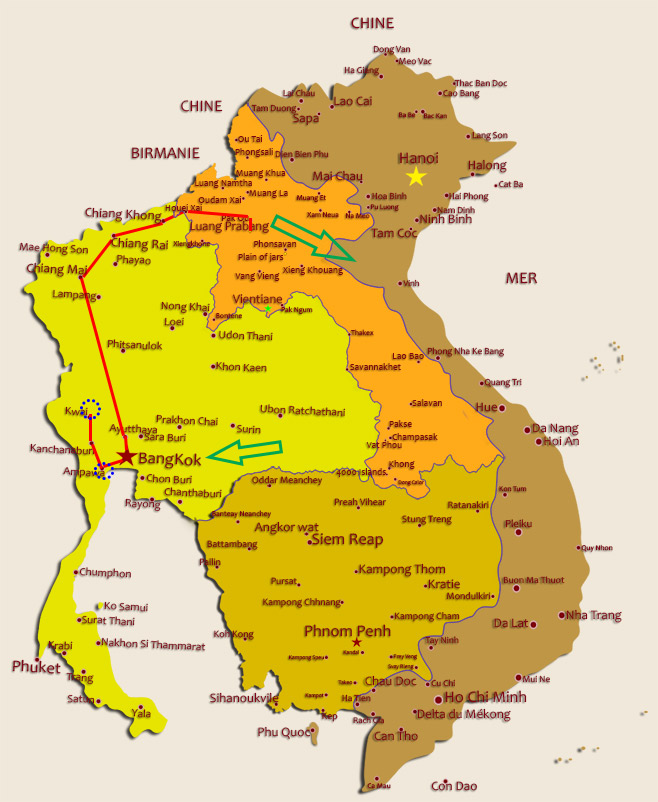 CHINE
Dong Van
Meo Vac
Ha Giang
Thac Ban Doc
Cao Bang
Lai Chau
Lao Cai
CHINE
Tam Duong
Sapa
Ba Be
Bac Kan
Lang Son
Ou Tai
BIRMANIE
Phongsali
Dien Bien Phu
Hanoi
Halong
Muang Khua
Mai Chau
Cat Ba
Luang Namtha
Muang La
Muang Et
Hoa Binh
Hai Phong
Oudam Xai
Pu Luong
Houei Xai
Nam Dinh
Chiang Khong
Pak Ou
Xam Neua
Na Meo
Ninh Binh
Luang Prabang
Tam Coc
Mae Hong Son
Chiang Rai
Phonsavan
Phayao
Plain of jars
Chiang Mai
Vang Vieng
Xieng Khouang
MER
Vinh
Lampang
Vientiane
Nong Khai
Pak Ngum
Loei
Udon Thani
Thakek
Phitsanulok
Lao Bao
Phong Nha Ke Bang
Khon Kaen
Savannakhet
Quang Tri
Kwai
Ubon Ratchathani
Salavan
Hue
Prakhon Chai
Surin
Pakse
Da Nang
Ayutthaya
Sara Buri
Champasak
Hoi An
Kanchanaburi
Vat Phou
BangKok
Khong
Ampawa
4000 islands
Chon Buri
Oddar Meanchey
Kon Tum
Chanthaburi
Rayong
Preah Vihear
Ratanakiri
Banteay Neanchey
Angkor wat
Stung Treng
Pleiku
Siem Reap
Battambang
Quy Nhon
Pailin
Kampong Thom
Chumphon
Pursat
Kratie
Buon Ma Thuot
Mondulkiri
Ko Samui
Kampong Chhnang
Surat Thani
Kampong Cham
Nha Trang
Da Lat
Phnom Penh
Koh Kong
Nakhon Si Thammarat
Tay Ninh
Krabi
Kandal
Kampong Speu
Prey Veng
Phuket
Svay Rieng
Trang
Takeo
Chau Doc
Cu Chi
Mui Ne
Satun
Sihanoukvile
Kampot
Ha Tien
Ho Chi Minh
Yala
Kep
Rach Gia
Delta du Mékong
Phu Quoc
Can Tho
Ca Mau
Con Dao